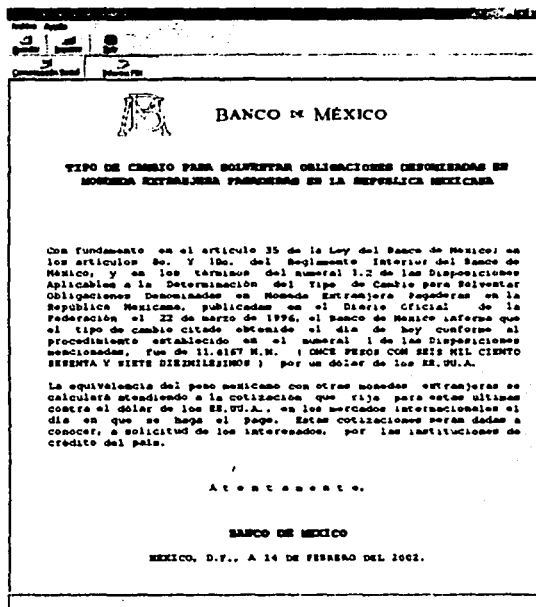 Archivo Ayuda
BANCO DE MÉXICO
TIPO DE CAMBIO PARA SOLVENTAR OBLIGACIONES DENOMINADAS EN
MONEDA EXTRANJERA PAGADERAS EN LA REPUBLICA MEXICANA
Con fundamento en el artículo 35 de la Ley del Banco de Mexico; en
los artículos 8o. Y 10o. del Reglamento Interior del Banco de
México, y en los términos del numeral 1.2 de las Disposiciones
Aplicables a la Determinación del Tipo de Cambio para Solventar
Obligaciones Denominadas en Moneda Extranjera Pagaderas en la
República Mexicana, publicadas en el Diario Oficial de la
Federación el 22 de marzo de 1996, el Banco de Mexico informa que
el tipo de cambio citado obtenido el dia de hoy conforme al
procedimiento establecido en el numeral 1 de las Disposiciones
mencionadas, fue de M.N. ( ONCE PESOS CON SEIS MIL CIENTO
SESENTA Y SIETE DIEZMILESIMOS ) por un dólar de los EE.UU.A.
La equivalencia del peso mexicano con otras monedas extranjeras se
calculará atendiendo a la cotización que rija para estas ultimas
contra el dólar de los EE.UU.A., en los mercados internacionales el
día en que se haga el pago. Estas cotizaciones seran dadas a
conocer, a solicitud de los interesados, por las instituciones de
crédito del país.
A t e n t a m e n t e.
BANCO DE MEXICO
MEXICO, D.F., A 14 DE FEBRERO DEL 2002.